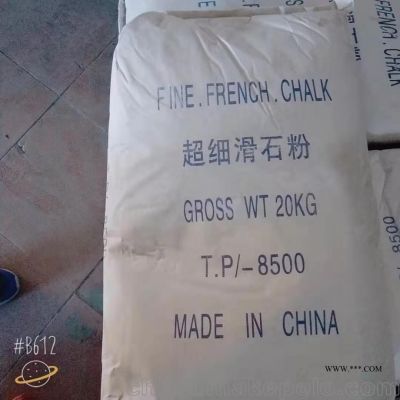 FINE.FRENCH.CHALK
超细滑石粉
GROSS WT 20KG
T.P/-8500
MADE IN CHINA
#B612
www.***.COM